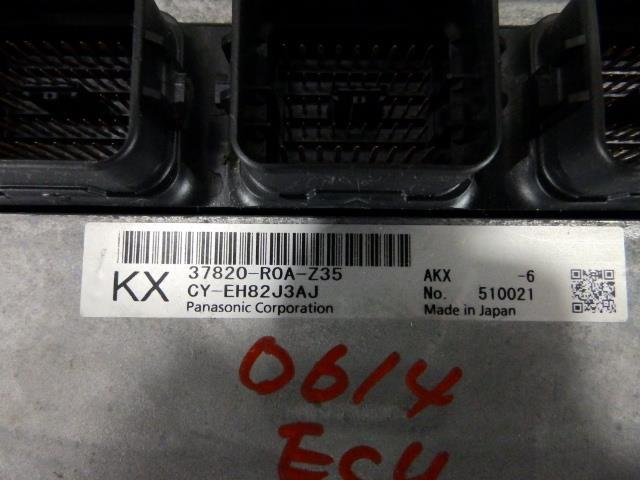 KX
37820-R0A-Z35
CY-EH82J3AJ
Panasonic Corporation
AKX -6
No. 510021
Made in Japan
0614
ECU